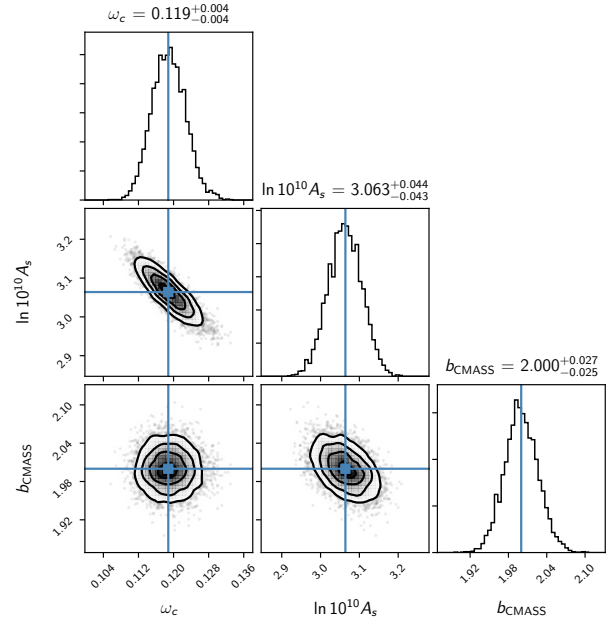 ω_c = 0.119^{+0.004}_{-0.004}
ln 10^{10}A_s = 3.063^{+0.044}_{-0.043}
3.2
3.1
3.0
2.9
ln 10^{10}A_s
b_CMASS = 2.000^{+0.027}_{-0.025}
2.10
2.04
1.98
1.92
b_CMASS
0.104 0.112 0.120 0.128 0.136
2.9 3.0 3.1 3.2
1.92 1.98 2.04 2.10
ω_c ln 10^{10}A_s b_CMASS